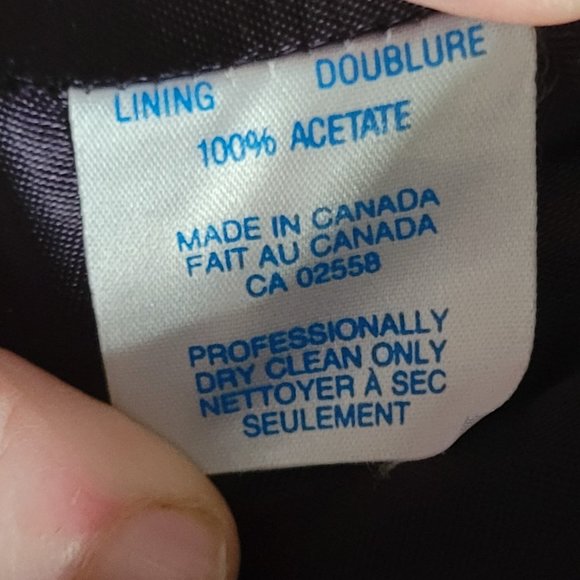 LINING DOUBLURE
100% ACETATE
MADE IN CANADA
FAIT AU CANADA
CA 02558
PROFESSIONALLY
DRY CLEAN ONLY
NETTOYER À SEC
SEULEMENT